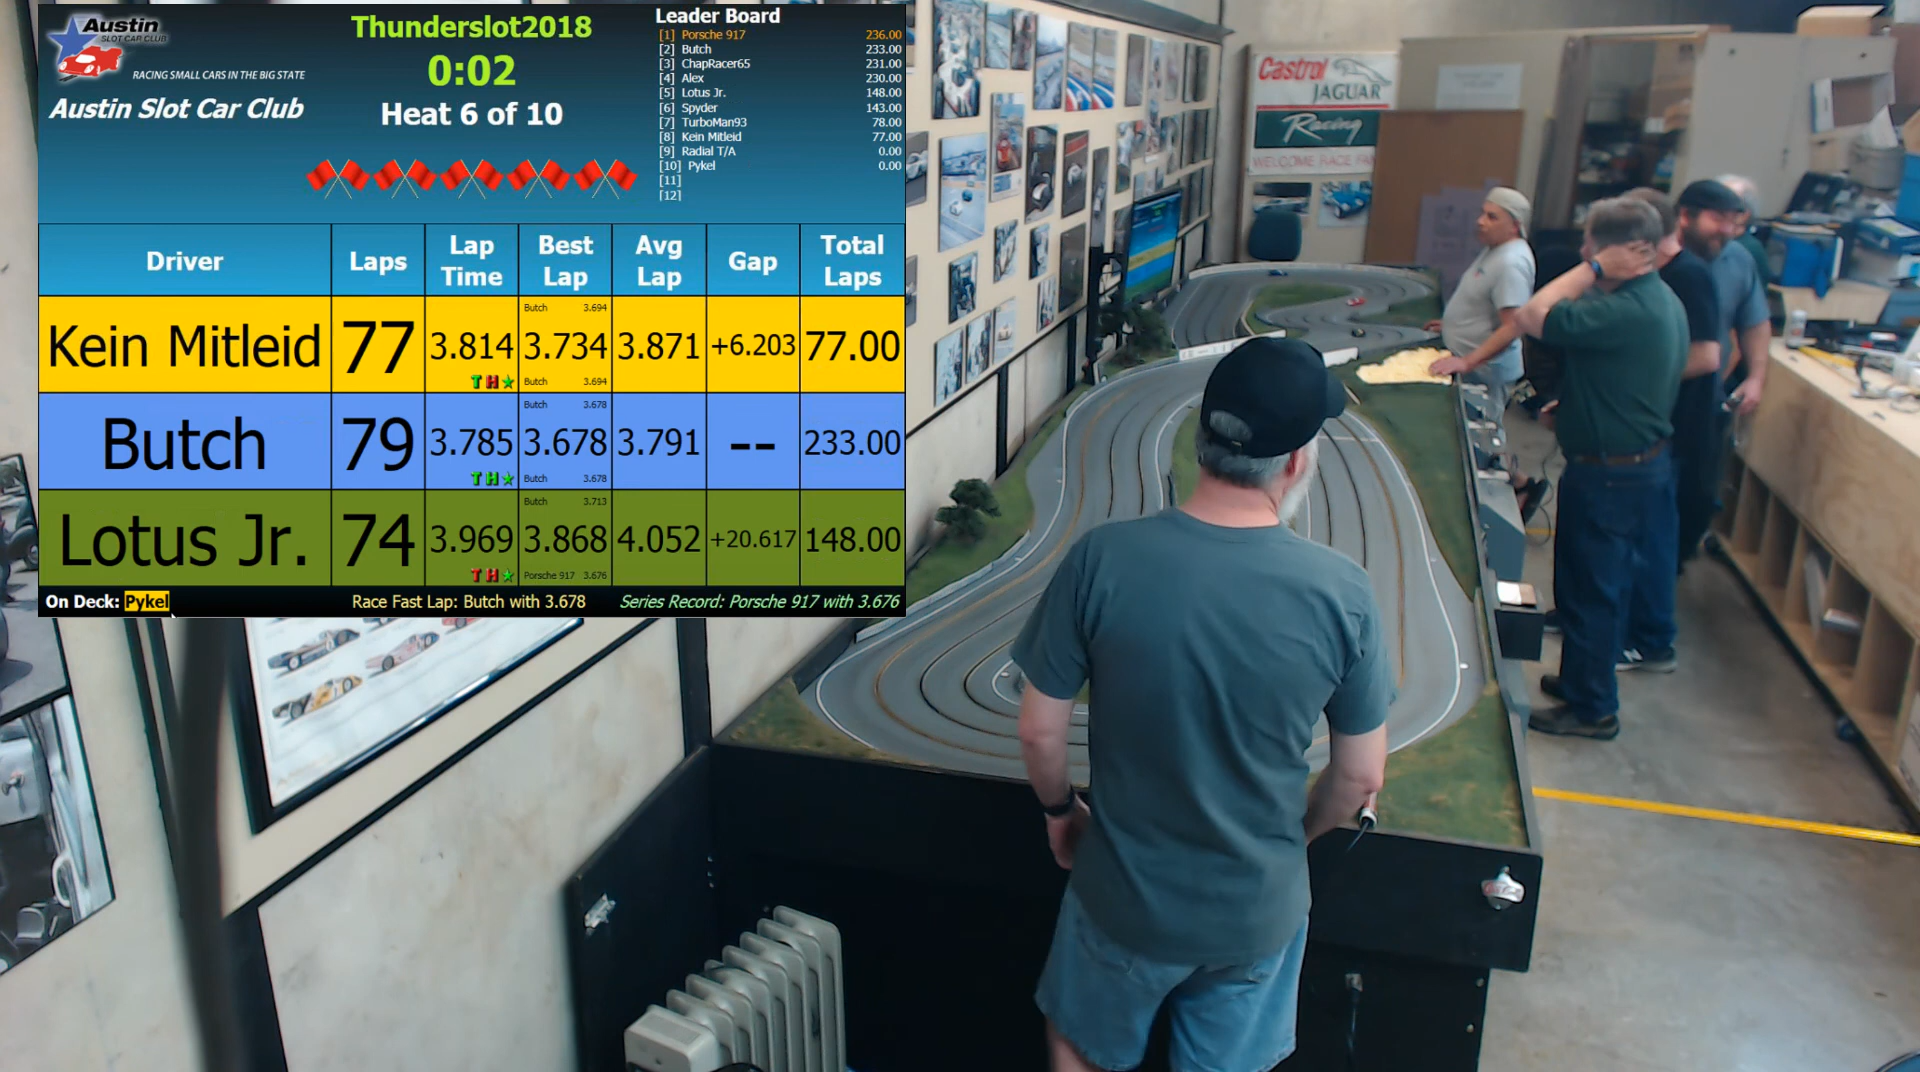 Austin
SLOT CAR CLUB
RACING SMALL CARS IN THE BIG STATE
Austin Slot Car Club
Thunderslot2018
0:02
Heat 6 of 10
Leader Board
[1] Porsche 917 236.00
[2] Butch 233.00
[3] ChapRacer65 231.00
[4] Alex 230.00
[5] Lotus Jr. 148.00
[6] Spyder 143.00
[7] TurboMan93 78.00
[8] Kein Mitleid 77.00
[9] Radial T/A 0.00
[10] Pykel 0.00
[11]
[12]
Driver Laps Lap Time Best Lap Avg Lap Gap Total Laps
Butch 3.694
Kein Mitleid 77 3.814 3.734 3.871 +6.203 77.00
T H Butch 3.694
Butch 3.678
Butch 79 3.785 3.678 3.791 -- 233.00
T H Butch 3.678
Butch 3.713
Lotus Jr. 74 3.969 3.868 4.052 +20.617 148.00
T H Porsche 917 3.676
On Deck: Pykel Race Fast Lap: Butch with 3.678 Series Record: Porsche 917 with 3.676
Castrol
JAGUAR
Racing
WELCOME RACE FAN